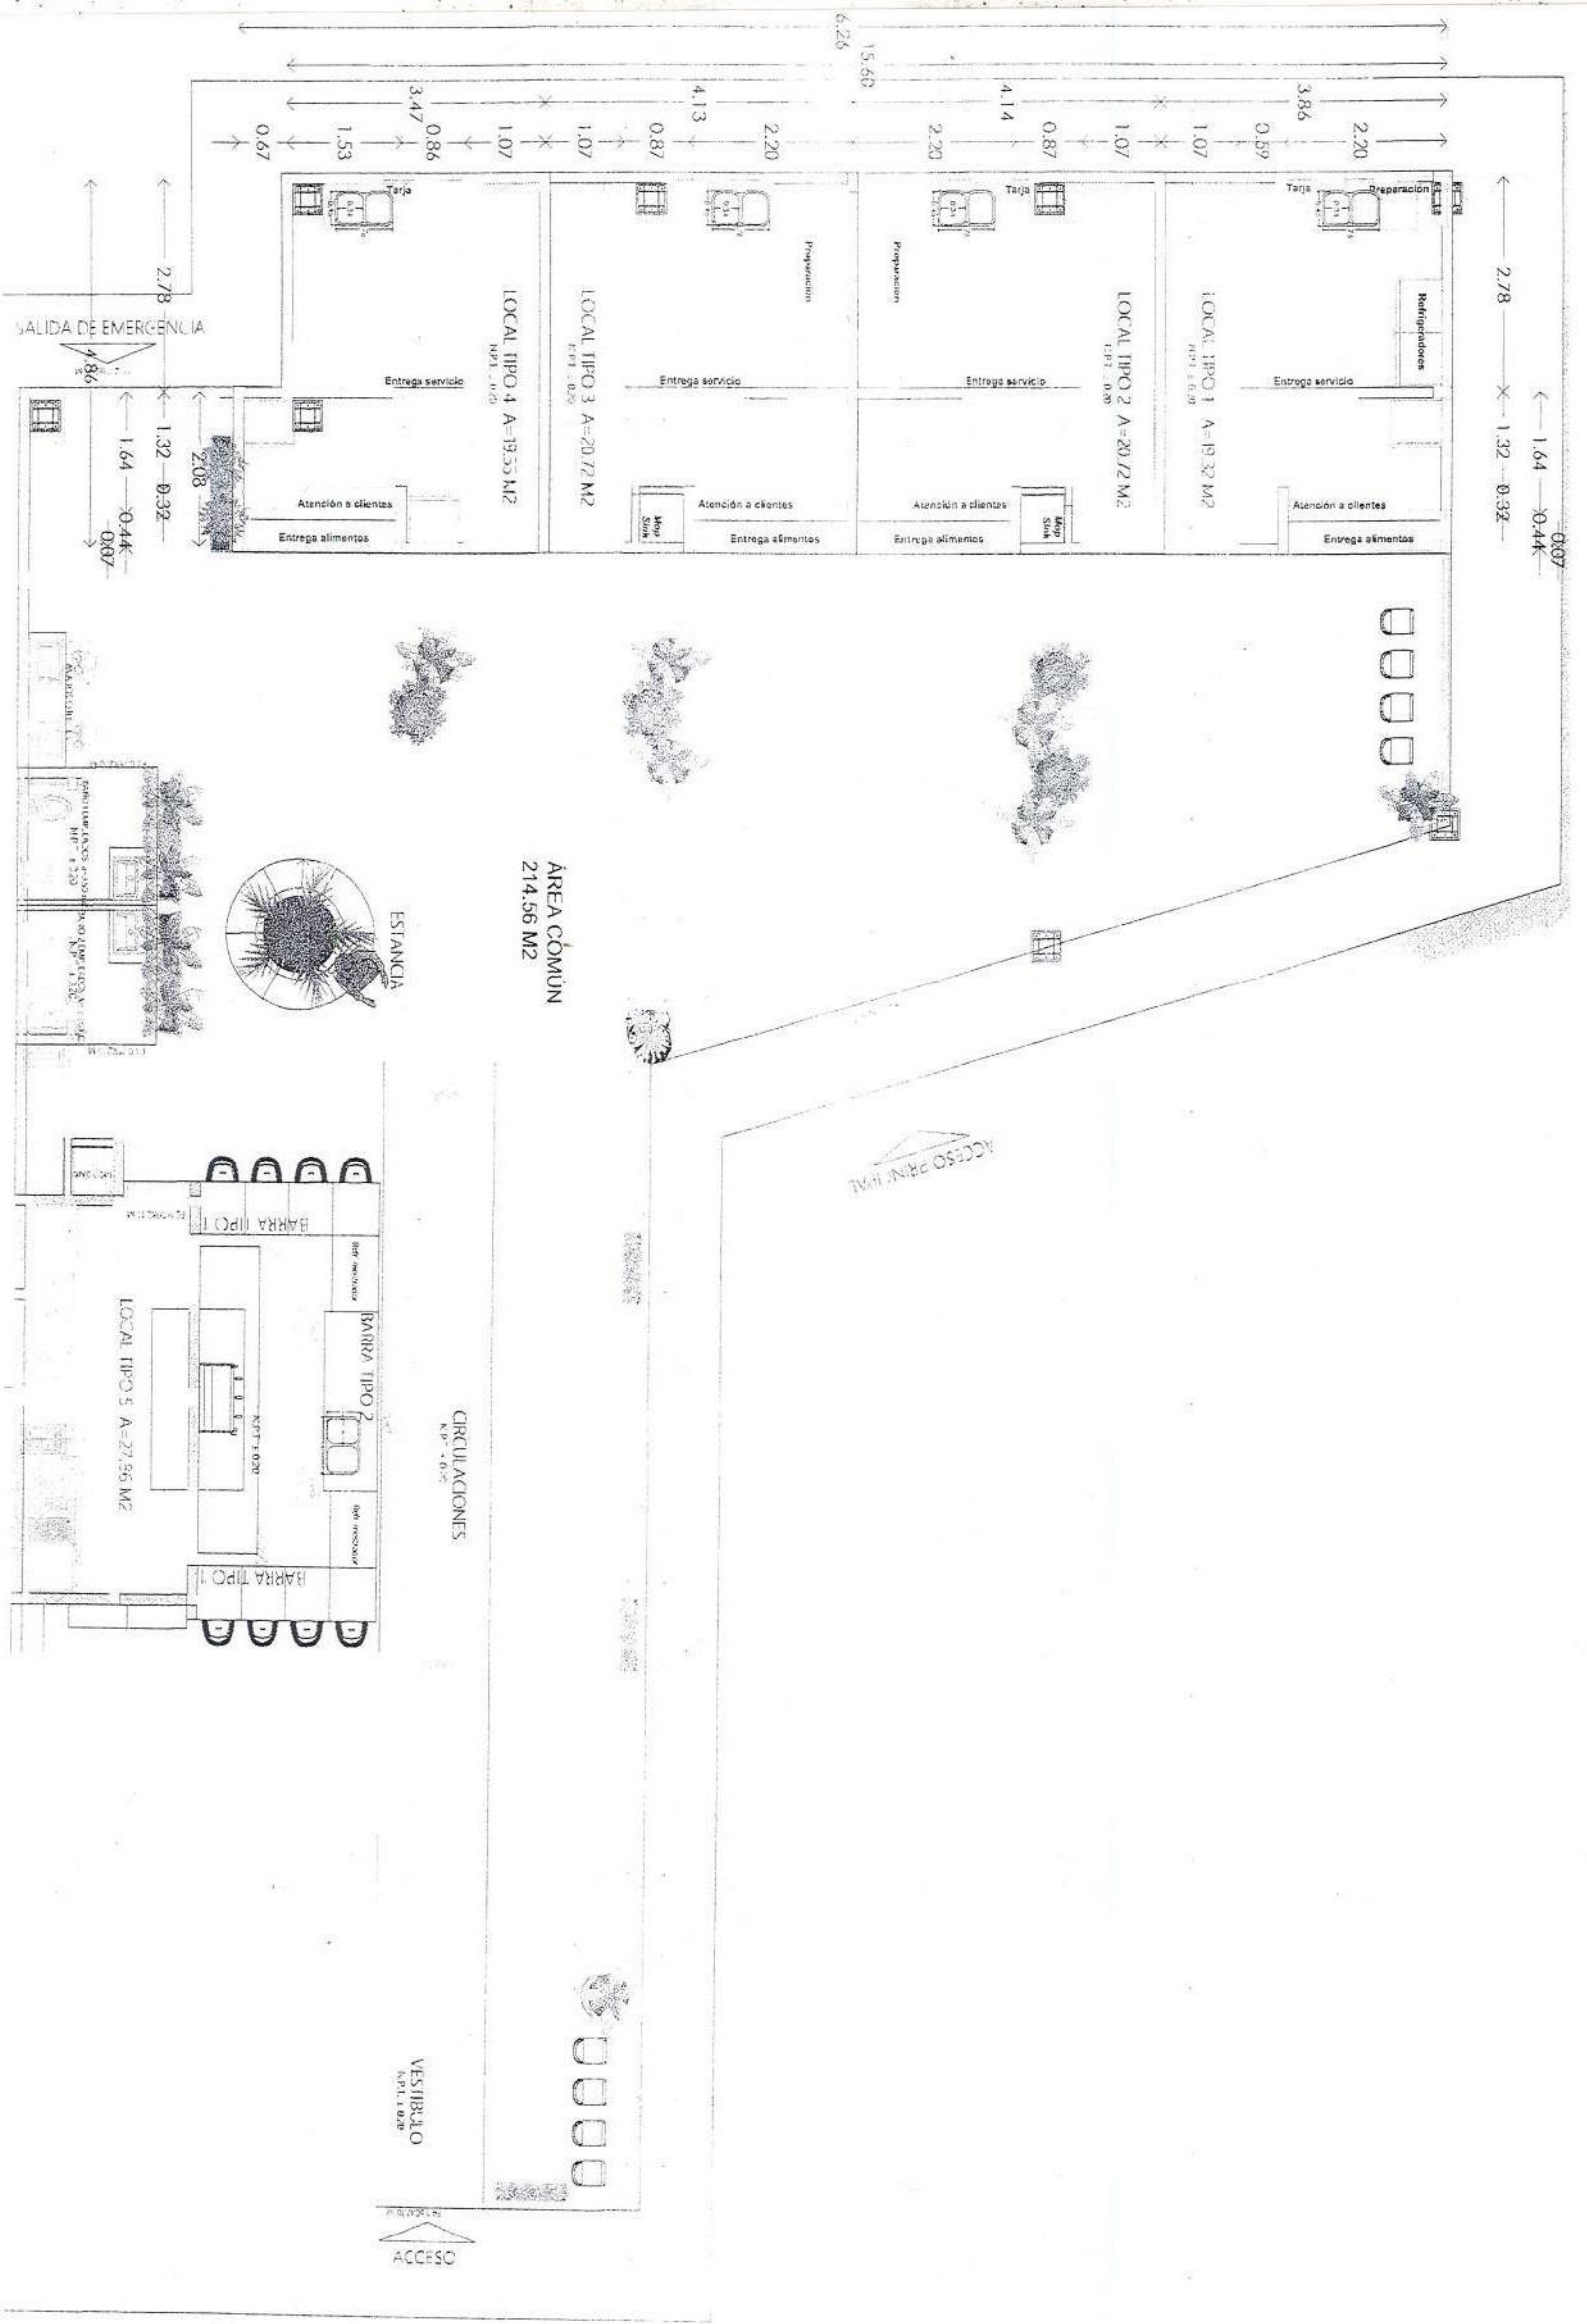 6.26
15.60
3.47
4.13
4.14
3.86
0.67
1.53
0.86
1.07
1.07
0.87
2.20
2.20
0.87
1.07
1.07
2.20
Tarja
Tarja
Tarja
Preparación
Preparación
Preparación
Refrigeradores
2.78
1.32
0.32
1.64
0.44
0.07
2.78
4.86
1.32
0.32
2.08
1.64
0.44
0.07
SALIDA DE EMERGENCIA
LOCAL TIPO 4
LOCAL TIPO 3 A=20.72 M2
LOCAL TIPO 2 A=20.72 M2
LOCAL TIPO 1 A=19.32 M2
Entrega servicio
Entrega servicio
Entrega servicio
Entrega servicio
Atención a clientes
Atención a clientes
Atención a clientes
Atención a clientes
Mop Sink
Mop Sink
Entrega alimentos
Entrega alimentos
Entrega alimentos
Entrega alimentos
ÁREA COMÚN
214.56 M2
ESTANCIA
ACCESO PRINCIPAL
BARRA TIPO 1
BARRA TIPO 2
N.P.T. + 0.20
LOCAL TIPO 5 A=27.96 M2
BARRA TIPO 1
CIRCULACIONES
VESTIBULO
N.P.T. + 0.20
ACCESO